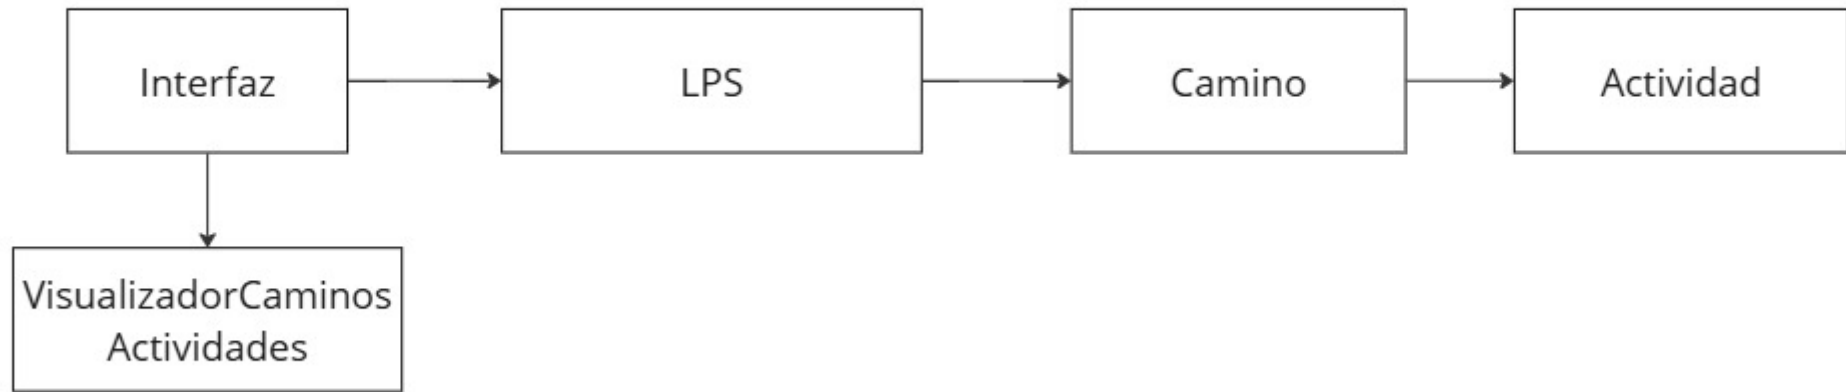 Interfaz
LPS
Camino
Actividad
VisualizadorCaminos
Actividades